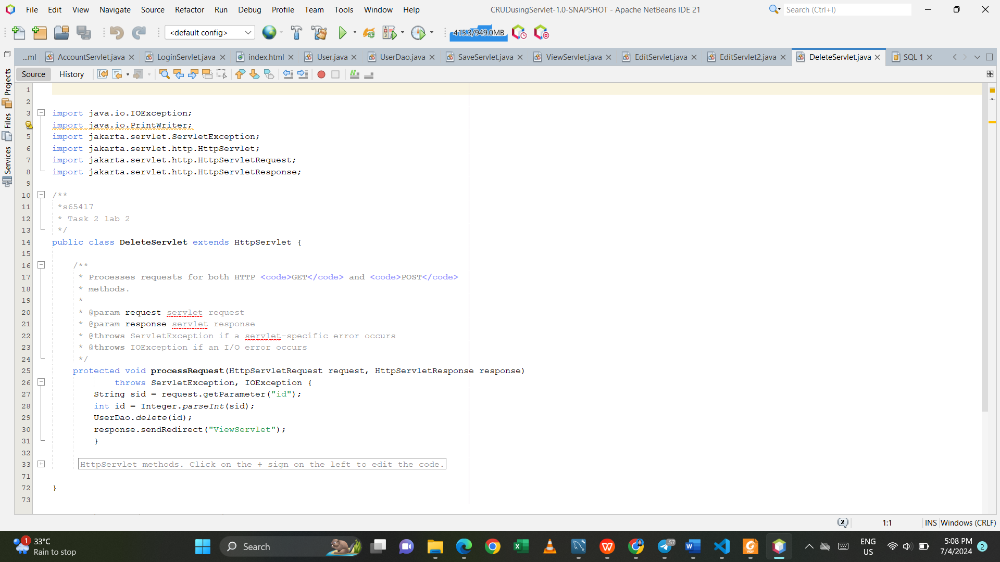 File Edit View Navigate Source Refactor Run Debug Profile Team Tools Window Help
CRUDusingServlet-1.0-SNAPSHOT - Apache NetBeans IDE 21
Search (Ctrl+I)
<default config>
415.3/949.0MB
...ml AccountServlet.java LoginServlet.java index.html User.java UserDao.java SaveServlet.java ViewServlet.java EditServlet.java EditServlet2.java DeleteServlet.java SQL 1
Source History
Projects
Files
Services
1
2
3 import java.io.IOException;
import java.io.PrintWriter;
5 import jakarta.servlet.ServletException;
6 import jakarta.servlet.http.HttpServlet;
7 import jakarta.servlet.http.HttpServletRequest;
8 import jakarta.servlet.http.HttpServletResponse;
9
10 /**
11 *s65417
12 * Task 2 lab 2
13 */
14 public class DeleteServlet extends HttpServlet {
15
16 /**
17 * Processes requests for both HTTP <code>GET</code> and <code>POST</code>
18 * methods.
19 *
20 * @param request servlet request
21 * @param response servlet response
22 * @throws ServletException if a servlet-specific error occurs
23 * @throws IOException if an I/O error occurs
24 */
25 protected void processRequest(HttpServletRequest request, HttpServletResponse response)
26 throws ServletException, IOException {
27 String sid = request.getParameter("id");
28 int id = Integer.parseInt(sid);
29 UserDao.delete(id);
30 response.sendRedirect("ViewServlet");
31 }
32
33 HttpServlet methods. Click on the + sign on the left to edit the code.
71
72 }
73
2 1:1 INS Windows (CRLF)
1 33°C
Rain to stop
Search
57
ENG
US
5:08 PM
7/4/2024
2